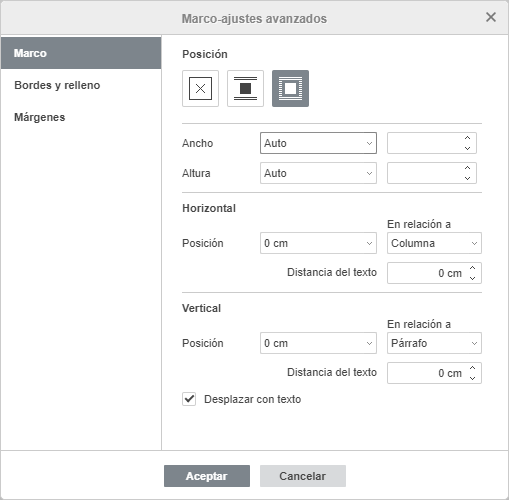 Marco-ajustes avanzados
Marco
Bordes y relleno
Márgenes
Posición
Ancho Auto
Altura Auto
Horizontal
En relación a
Posición 0 cm Columna
Distancia del texto 0 cm
Vertical
En relación a
Posición 0 cm Párrafo
Distancia del texto 0 cm
Desplazar con texto
Aceptar Cancelar